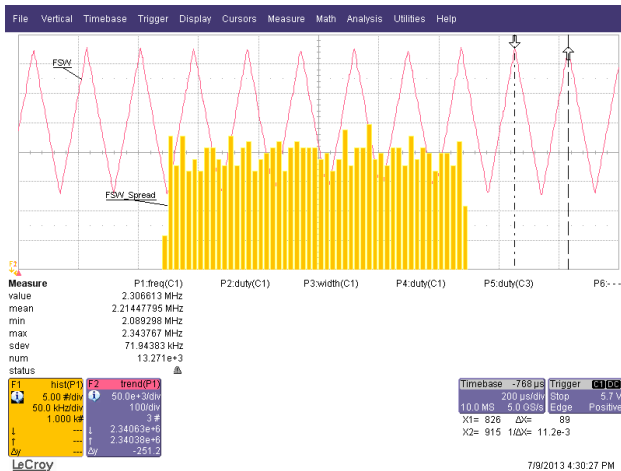 File Vertical Timebase Trigger Display Cursors Measure Math Analysis Utilities Help
FSW
FSW_Spread
F2
Measure P1:freq(C1) P2:duty(C1) P3:width(C1) P4:duty(C1) P5:duty(C3) P6:- - -
value 2.306613 MHz
mean 2.21447795 MHz
min 2.089298 MHz
max 2.343767 MHz
sdev 71.94383 kHz
num 13.271e+3
status
F1 hist(P1)
5.00 #/div
50.0 kHz/div
1.000 k#
↓ ---
↑ ---
Δy ---
F2 trend(P1)
50.0e+3/div
100/div
3 #
↓ 2.34063e+6
↑ 2.34038e+6
Δy -251.2
Timebase -768 µs
200 µs/div
10.0 MS 5.0 GS/s
Trigger C1 DC
Stop 5.7 V
Edge Positive
X1= 826 ΔX= 89
X2= 915 1/ΔX= 11.2e-3
LeCroy
7/9/2013 4:30:27 PM